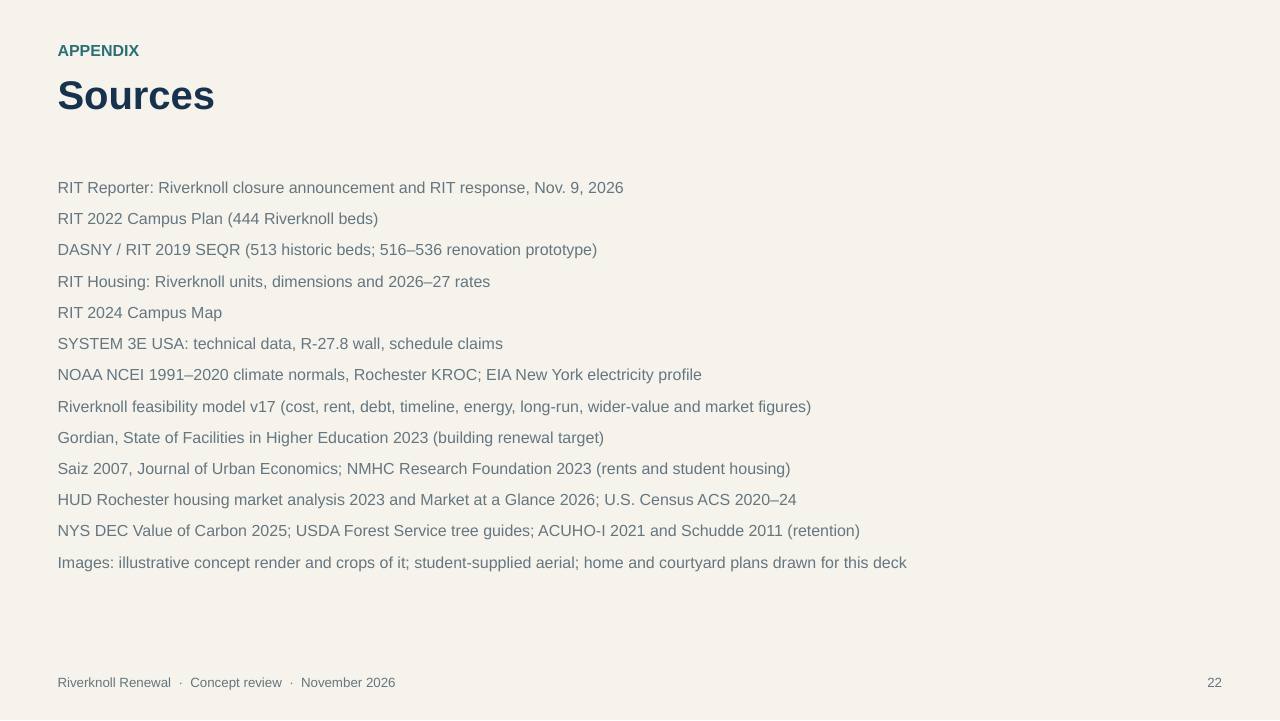 APPENDIX
Sources
RIT Reporter: Riverknoll closure announcement and RIT response, Nov. 9, 2026
RIT 2022 Campus Plan (444 Riverknoll beds)
DASNY / RIT 2019 SEQR (513 historic beds; 516–536 renovation prototype)
RIT Housing: Riverknoll units, dimensions and 2026–27 rates
RIT 2024 Campus Map
SYSTEM 3E USA: technical data, R-27.8 wall, schedule claims
NOAA NCEI 1991–2020 climate normals, Rochester KROC; EIA New York electricity profile
Riverknoll feasibility model v17 (cost, rent, debt, timeline, energy, long-run, wider-value and market figures)
Gordian, State of Facilities in Higher Education 2023 (building renewal target)
Saiz 2007, Journal of Urban Economics; NMHC Research Foundation 2023 (rents and student housing)
HUD Rochester housing market analysis 2023 and Market at a Glance 2026; U.S. Census ACS 2020–24
NYS DEC Value of Carbon 2025; USDA Forest Service tree guides; ACUHO-I 2021 and Schudde 2011 (retention)
Images: illustrative concept render and crops of it; student-supplied aerial; home and courtyard plans drawn for this deck
Riverknoll Renewal · Concept review · November 2026
22